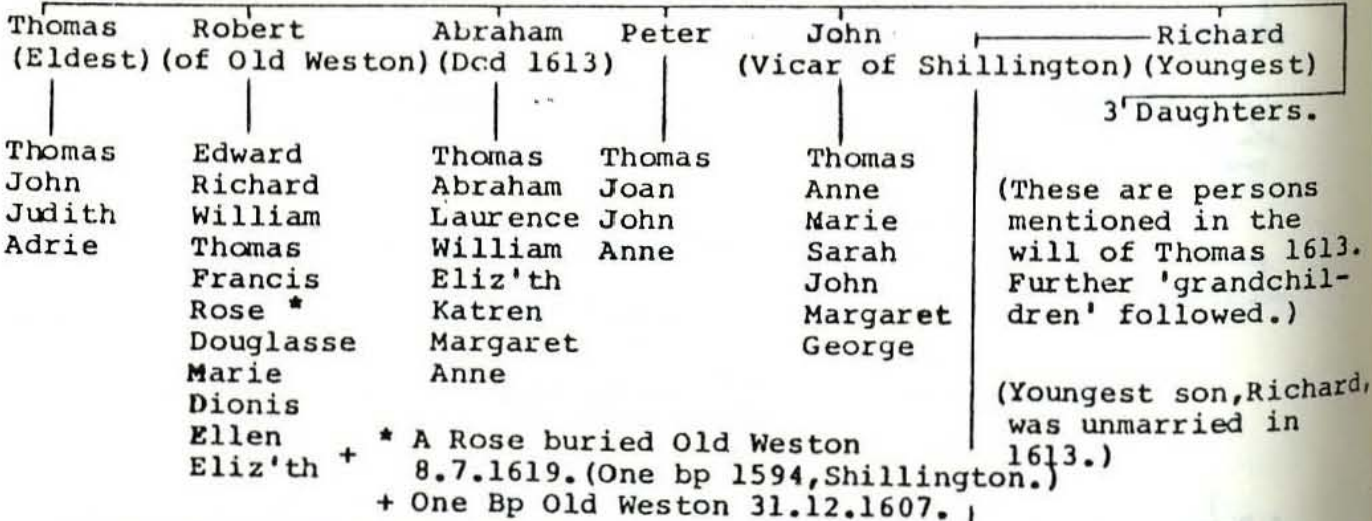 Thomas Robert Abraham Peter John Richard
(Eldest) (of Old Weston) (Dcd 1613) (Vicar of Shillington) (Youngest)
3 Daughters.
Thomas Edward Thomas Thomas Thomas
John Richard Abraham Joan Anne (These are persons
Judith William Laurence John Marie mentioned in the
Adrie Thomas William Anne Sarah will of Thomas 1613.
Francis Eliz'th John Further 'grandchil-
Rose * Katren Margaret dren' followed.)
Douglasse Margaret George
Marie Anne
Dionis (Youngest son,Richard,
Ellen * A Rose buried Old Weston was unmarried in
Eliz'th + 8.7.1619.(One bp 1594,Shillington.) 1613.)
+ One Bp Old Weston 31.12.1607.